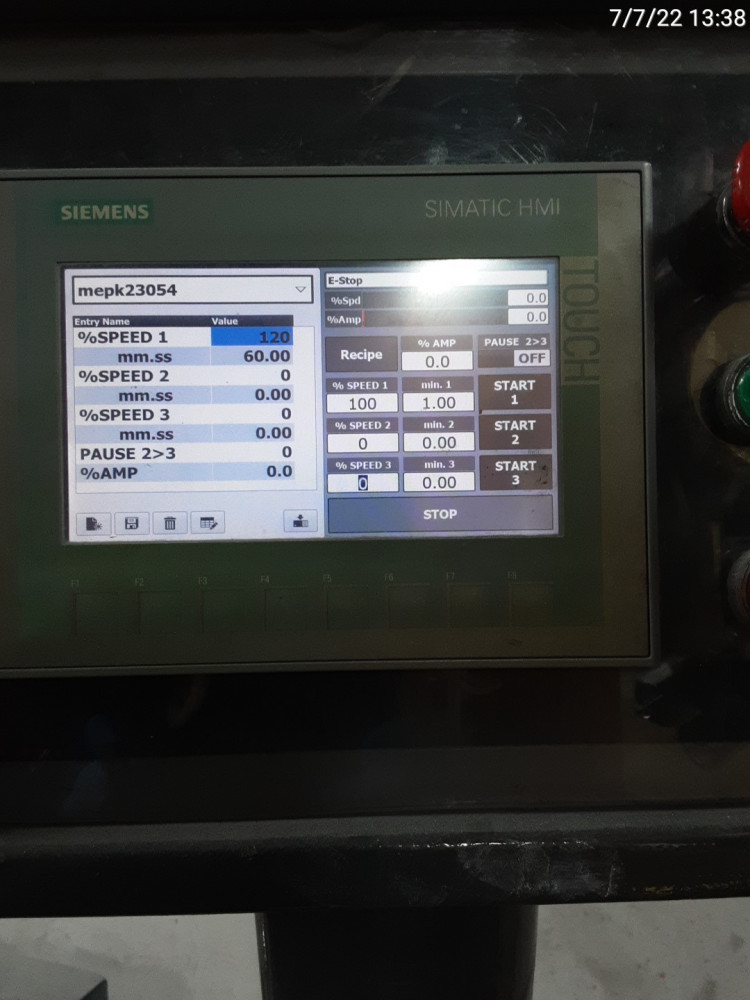 7/7/22 13:38
SIEMENS
SIMATIC HMI
TOUCH
mepk23054
Entry Name Value
%SPEED 1 120
mm.ss 60.00
%SPEED 2 0
mm.ss 0.00
%SPEED 3 0
mm.ss 0.00
PAUSE 2>3 0
%AMP 0.0
E-Stop
%Spd 0.0
%Amp 0.0
Recipe
% AMP
0.0
PAUSE 2>3
OFF
% SPEED 1
100
min. 1
1.00
START
1
% SPEED 2
0
min. 2
0.00
START
2
% SPEED 3
0
min. 3
0.00
START
3
STOP
F1 F2 F3 F4 F5 F6 F7 F8